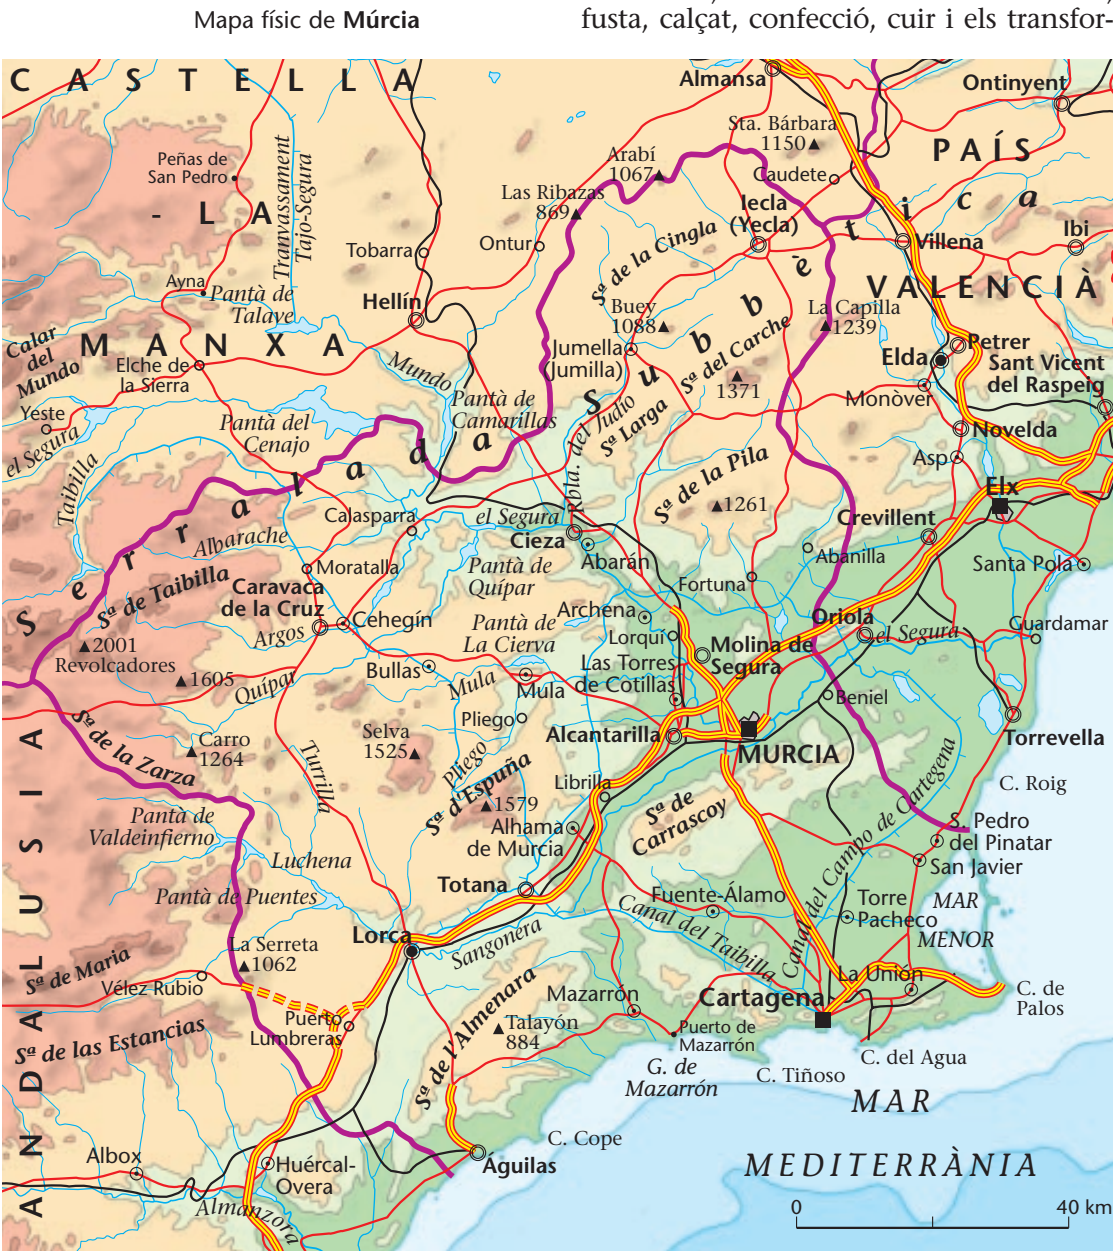 Mapa físic de Múrcia
fusta, calçat, confecció, cuir i els transfor-
CASTELLA
- LA
MANXA
Almansa
Ontinyent
Sta. Bárbara
1150
PAÍS
VALENCIÀ
Peñas de
San Pedro
Tranvassament
Tajo-Segura
Arabí
1067
Caudete
Las Ribazas
869
Iecla
(Yecla)
Ibi
Villena
Tobarra
Ontur
Sª de la Cingla
Ayna
Pantà de
Talave
Hellín
Buey
1088
La Capilla
1239
Calar
del
Mundo
Elche de
la Sierra
Jumella
(Jumilla)
Sª del Carche
1371
Petrer
Elda
Sant Vicent
del Raspeig
Mundo
Monòver
Yeste
el Segura
Pantà del
Cenajo
Pantà de
Camarillas
Rbla. del Judío
Sª Larga
Novelda
Asp
Taibilla
Serralada Subbètica
Sª de la Pila
1261
Elx
Calasparra
el Segura
Cieza
Crevillent
Albarache
Abarán
Abanilla
Santa Pola
Moratalla
Pantà de
Quípar
Fortuna
Sª de Taibilla
Caravaca
de la Cruz
Argos
Cehegín
Archena
Oriola
el Segura
Guardamar
2001
Revolcadores
Pantà de
La Cierva
Lorquí
Molina de
Segura
1605
Quípar
Bullas
Mula
Mula
Las Torres
de Cotillas
Beniel
Sª de la Zarza
Carro
1264
Selva
1525
Pliego
Pliego
Alcantarilla
MURCIA
Torrevella
Turrilla
Sª d'Espuña
1579
Librilla
Sª de
Carrascoy
C. Roig
Pantà de
Valdeinfierno
Alhama
de Murcia
Canal del Campo de Cartegena
S. Pedro
del Pinatar
San Javier
Luchena
Pantà de Puentes
Totana
Fuente-Álamo
Torre
Pacheco
MAR
MENOR
Lorca
Sangonera
Canal del Taibilla
La Serreta
1062
Sª de Maria
Vélez Rubio
La Unión
C. de
Palos
Mazarrón
Cartagena
Sª de las Estancias
Puerto
Lumbreras
Sª de l'Almenara
Talayón
884
Puerto de
Mazarrón
C. del Agua
G. de
Mazarrón
C. Tiñoso
MAR
MEDITERRÀNIA
C. Cope
Águilas
Albox
Huércal-
Overa
Almanzora
ANDALUSIA
0
40 km